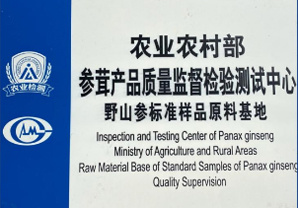 农业农村部
参茸产品质量监督检验测试中心
野山参标准样品原料基地
农业检测
CAMC
Inspection and Testing Center of Panax ginseng
Ministry of Agriculture and Rural Areas
Raw Material Base of Standard Samples of Panax ginseng
Quality Supervision